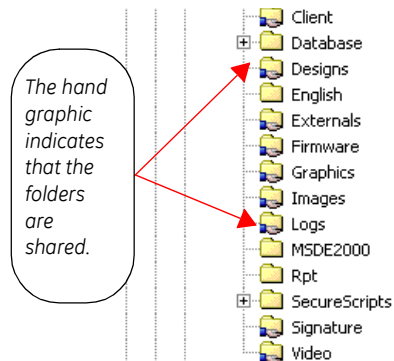 The hand
graphic
indicates
that the
folders
are
shared.
Client
Database
Designs
English
Externals
Firmware
Graphics
Images
Logs
MSDE2000
Rpt
SecureScripts
Signature
Video